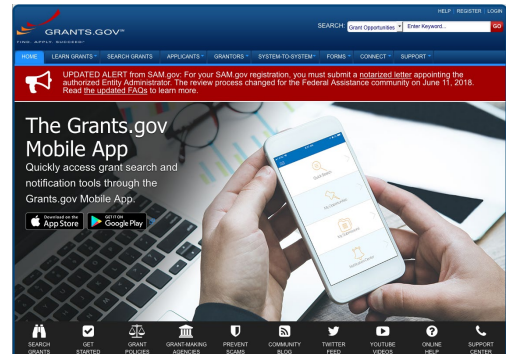 HELP | REGISTER | LOGIN
GRANTS.GOV℠
FIND. APPLY. SUCCEED.℠
SEARCH: Grant Opportunities Enter Keyword... GO
HOME LEARN GRANTS SEARCH GRANTS APPLICANTS GRANTORS SYSTEM-TO-SYSTEM FORMS CONNECT SUPPORT
UPDATED ALERT from SAM.gov: For your SAM.gov registration, you must submit a notarized letter appointing the
authorized Entity Administrator. The review process changed for the Federal Assistance community on June 11, 2018.
Read the updated FAQs to learn more.
The Grants.gov
Mobile App
Quickly access grant search and
notification tools through the
Grants.gov Mobile App.
Download on the
App Store
GET IT ON
Google Play
SEARCH
GRANTS
GET
STARTED
GRANT
POLICIES
GRANT-MAKING
AGENCIES
PREVENT
SCAMS
COMMUNITY
BLOG
TWITTER
FEED
YOUTUBE
VIDEOS
ONLINE
HELP
SUPPORT
CENTER